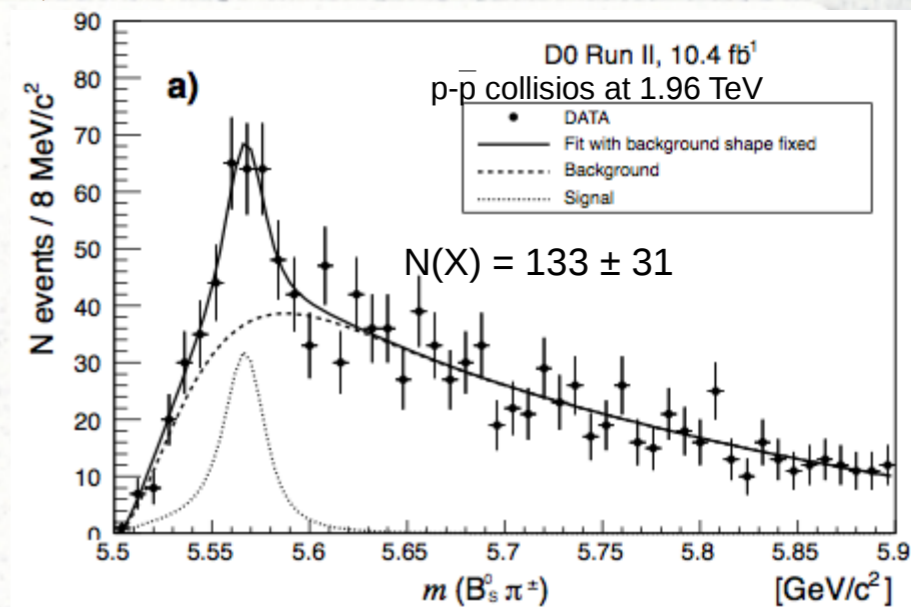 90
80
70
60
50
40
30
20
10
0
N events / 8 MeV/c²
a)
D0 Run II, 10.4 fb¹
p-p̅ collisios at 1.96 TeV
DATA
Fit with background shape fixed
Background
Signal
N(X) = 133 ± 31
5.5 5.55 5.6 5.65 5.7 5.75 5.8 5.85 5.9
m (B⁰ₛ π±) [GeV/c²]